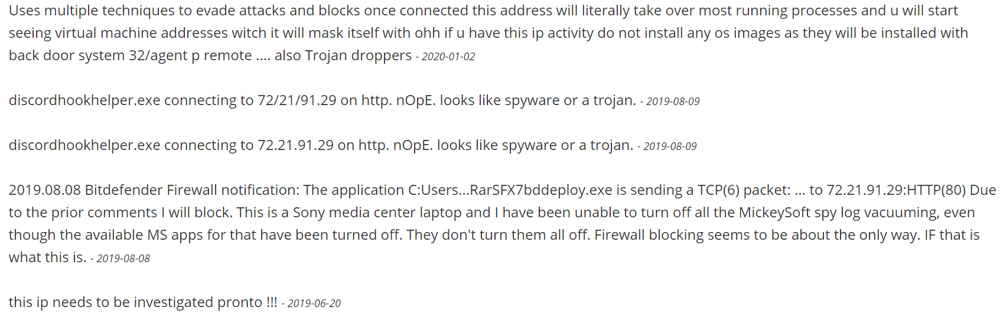 Uses multiple techniques to evade attacks and blocks once connected this address will literally take over most running processes and u will start
seeing virtual machine addresses witch it will mask itself with ohh if u have this ip activity do not install any os images as they will be installed with
back door system 32/agent p remote .... also Trojan droppers - 2020-01-02
discordhookhelper.exe connecting to 72/21/91.29 on http. nOpE. looks like spyware or a trojan. - 2019-08-09
discordhookhelper.exe connecting to 72.21.91.29 on http. nOpE. looks like spyware or a trojan. - 2019-08-09
2019.08.08 Bitdefender Firewall notification: The application C:Users...RarSFX7bddeploy.exe is sending a TCP(6) packet: ... to 72.21.91.29:HTTP(80) Due
to the prior comments I will block. This is a Sony media center laptop and I have been unable to turn off all the MickeySoft spy log vacuuming, even
though the available MS apps for that have been turned off. They don't turn them all off. Firewall blocking seems to be about the only way. IF that is
what this is. - 2019-08-08
this ip needs to be investigated pronto !!! - 2019-06-20